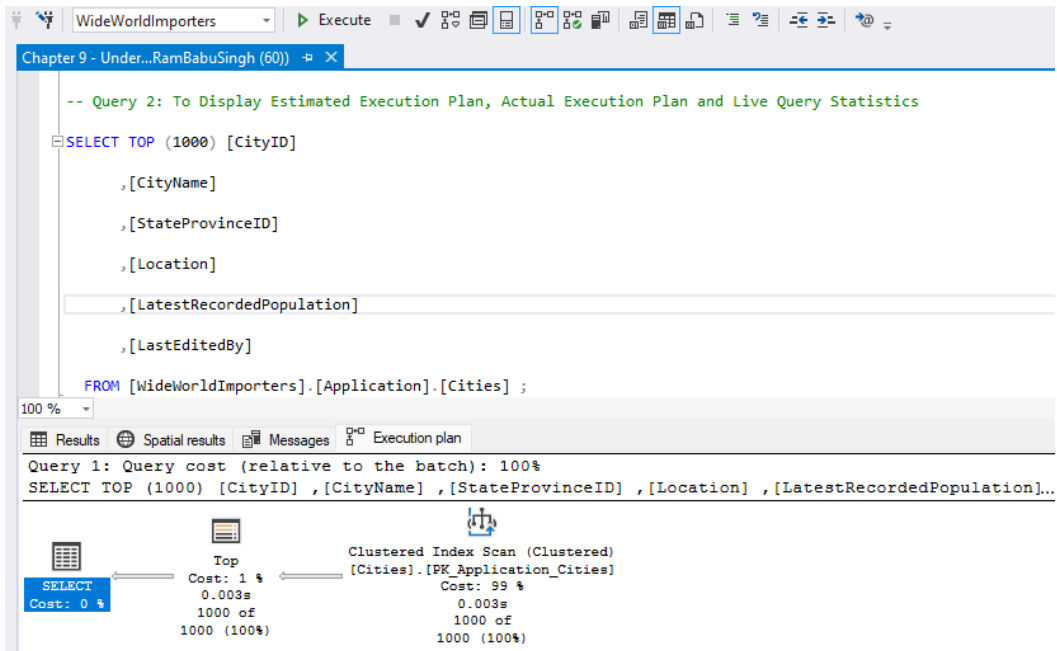 WideWorldImporters Execute
Chapter 9 - Under...RamBabuSingh (60))
-- Query 2: To Display Estimated Execution Plan, Actual Execution Plan and Live Query Statistics
SELECT TOP (1000) [CityID]
,[CityName]
,[StateProvinceID]
,[Location]
,[LatestRecordedPopulation]
,[LastEditedBy]
FROM [WideWorldImporters].[Application].[Cities] ;
100 %
Results Spatial results Messages Execution plan
Query 1: Query cost (relative to the batch): 100%
SELECT TOP (1000) [CityID] ,[CityName] ,[StateProvinceID] ,[Location] ,[LatestRecordedPopulation]...
SELECT
Cost: 0 %
Top
Cost: 1 %
0.003s
1000 of
1000 (100%)
Clustered Index Scan (Clustered)
[Cities].[PK_Application_Cities]
Cost: 99 %
0.003s
1000 of
1000 (100%)